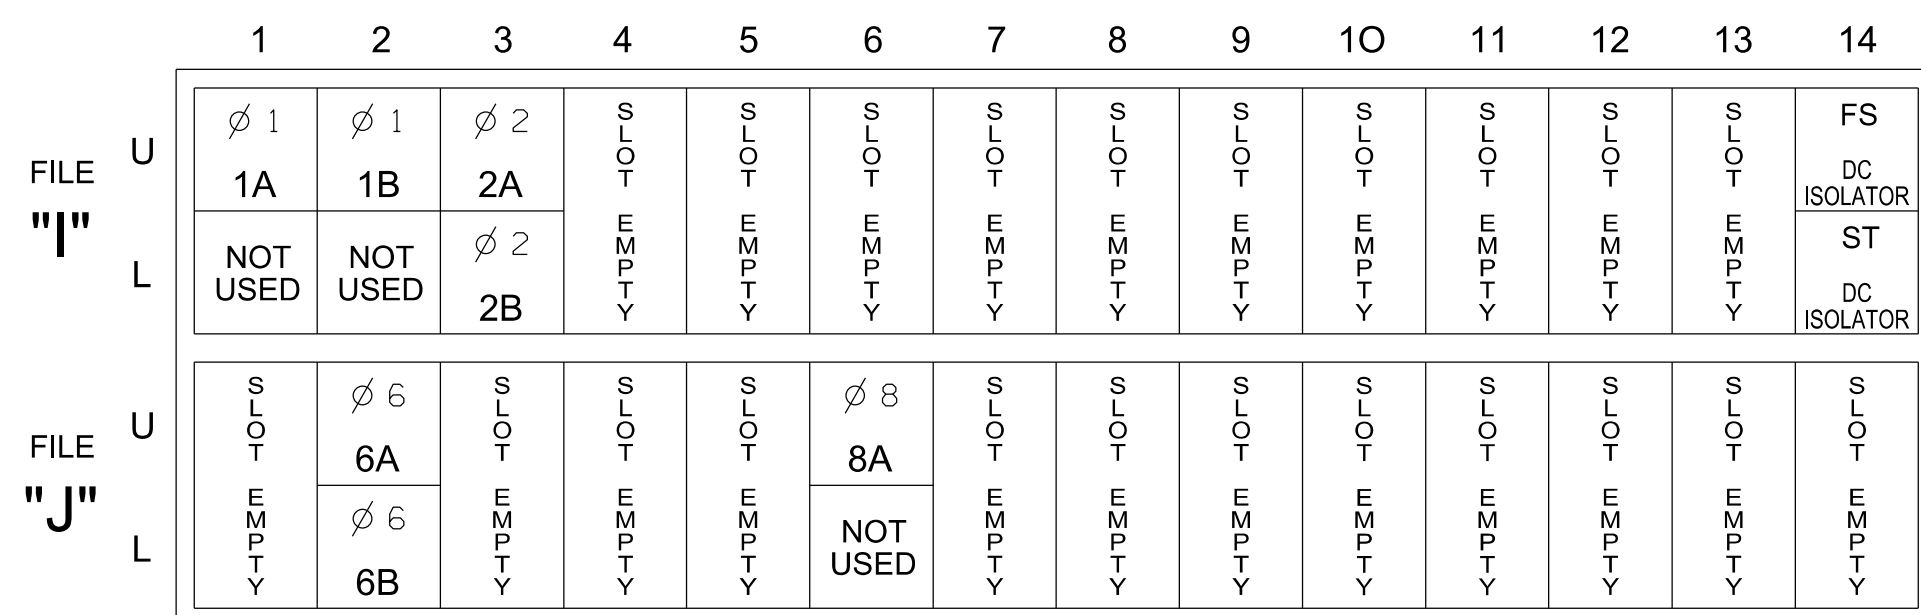 1 2 3 4 5 6 7 8 9 10 11 12 13 14
FILE "I"
U
Ø 1 1A
Ø 1 1B
Ø 2 2A
SLOT EMPTY
SLOT EMPTY
SLOT EMPTY
SLOT EMPTY
SLOT EMPTY
SLOT EMPTY
SLOT EMPTY
SLOT EMPTY
SLOT EMPTY
SLOT EMPTY
FS DC ISOLATOR
L
NOT USED
NOT USED
Ø 2 2B
ST DC ISOLATOR
FILE "J"
U
SLOT EMPTY
Ø 6 6A
SLOT EMPTY
SLOT EMPTY
SLOT EMPTY
Ø 8 8A
SLOT EMPTY
SLOT EMPTY
SLOT EMPTY
SLOT EMPTY
SLOT EMPTY
SLOT EMPTY
SLOT EMPTY
SLOT EMPTY
L
Ø 6 6B
NOT USED